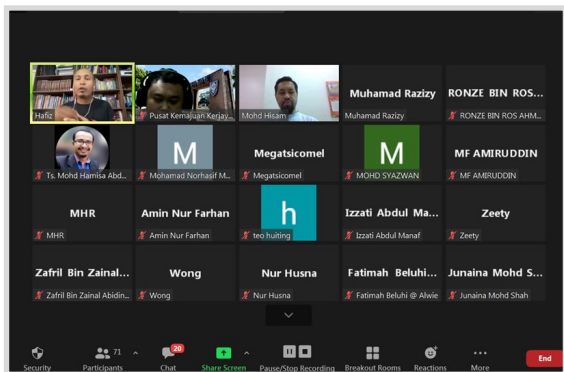 Hafiz
Pusat Kemajuan Kerjay...
Mohd Hisam
Muhamad Razizy
Muhamad Razizy
RONZE BIN ROS...
RONZE BIN ROS AHM...
Ts. Mohd Hamisa Abd...
M
Mohamad Norhasif M...
Megatsicomel
Megatsicomel
M
MOHD SYAZWAN
MF AMIRUDDIN
MF AMIRUDDIN
MHR
MHR
Amin Nur Farhan
Amin Nur Farhan
h
teo huiting
Izzati Abdul Ma...
Izzati Abdul Manaf
Zeety
Zeety
Zafril Bin Zainal...
Zafril Bin Zainal Abidin...
Wong
Wong
Nur Husna
Nur Husna
Fatimah Beluhi...
Fatimah Beluhi @ Alwie
Junaina Mohd S...
Junaina Mohd Shah
Security
71
Participants
20
Chat
Share Screen
Pause/Stop Recording
Breakout Rooms
Reactions
More
End